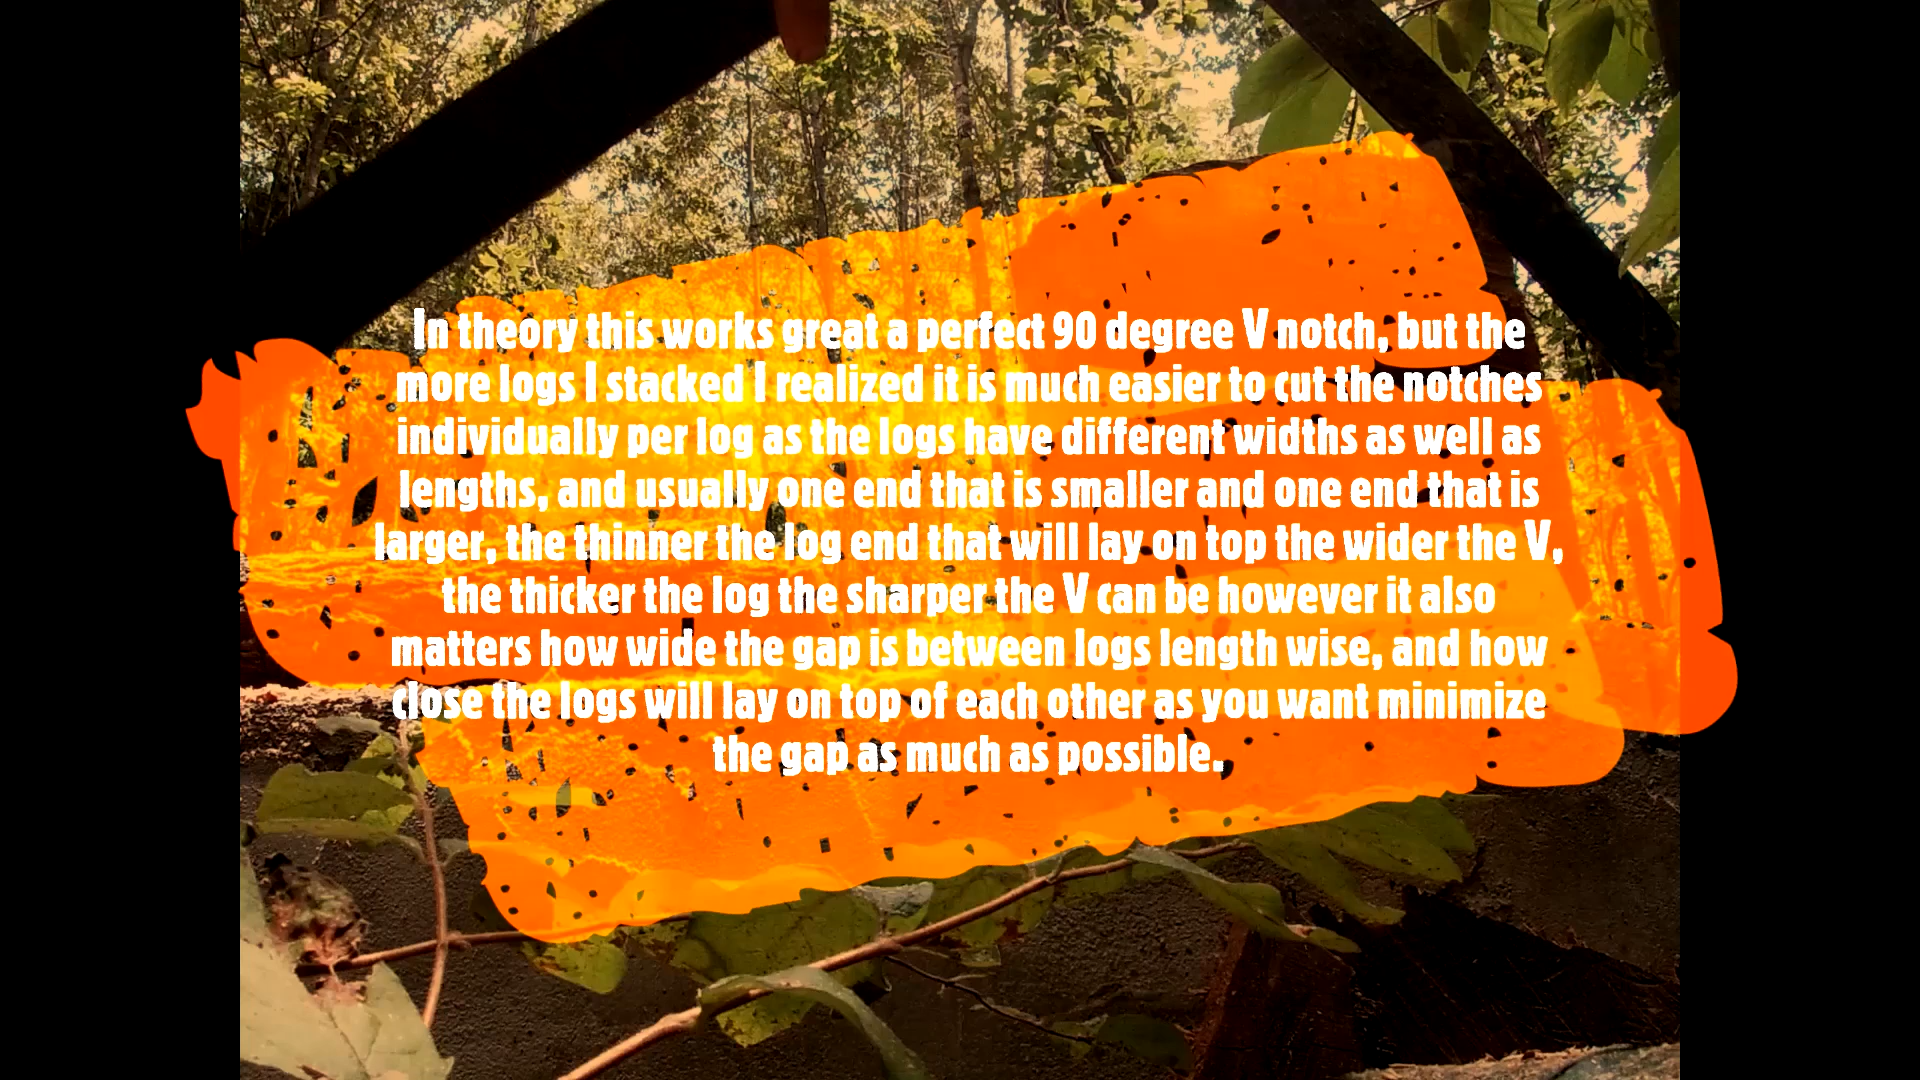 In theory this works great a perfect 90 degree V notch, but the
more logs I stacked I realized it is much easier to cut the notches
individually per log as the logs have different widths as well as
lengths, and usually one end that is smaller and one end that is
larger, the thinner the log end that will lay on top the wider the V,
the thicker the log the sharper the V can be however it also
matters how wide the gap is between logs length wise, and how
close the logs will lay on top of each other as you want minimize
the gap as much as possible.